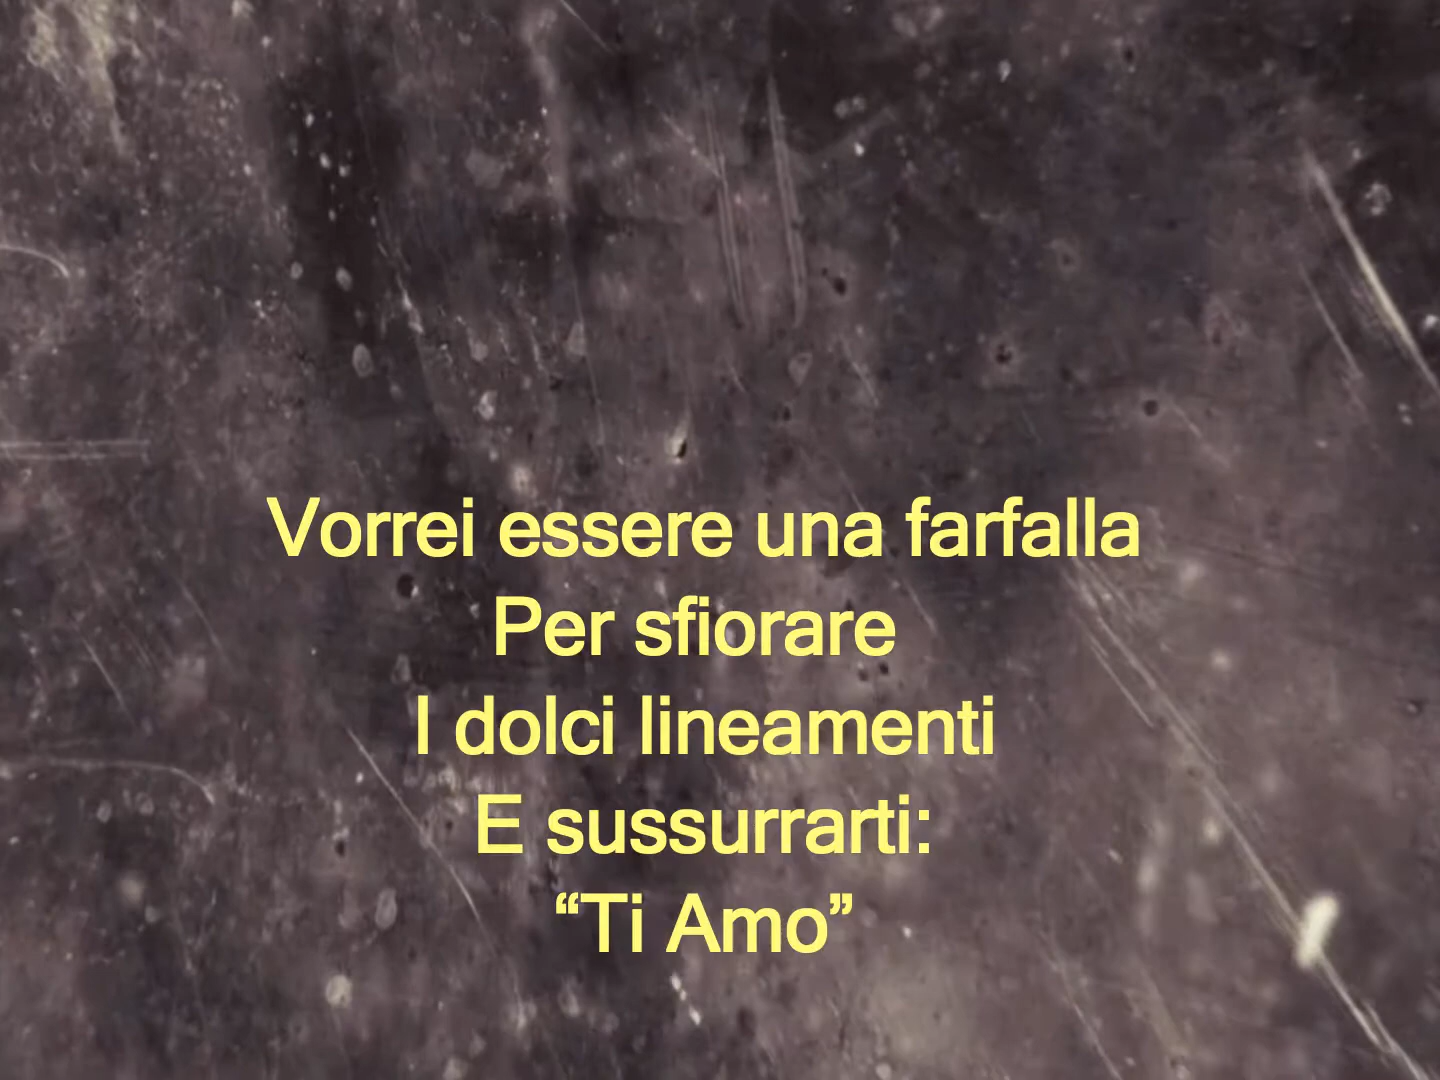 Vorrei essere una farfalla
Per sfiorare
I dolci lineamenti
E sussurrarti:
“Ti Amo”